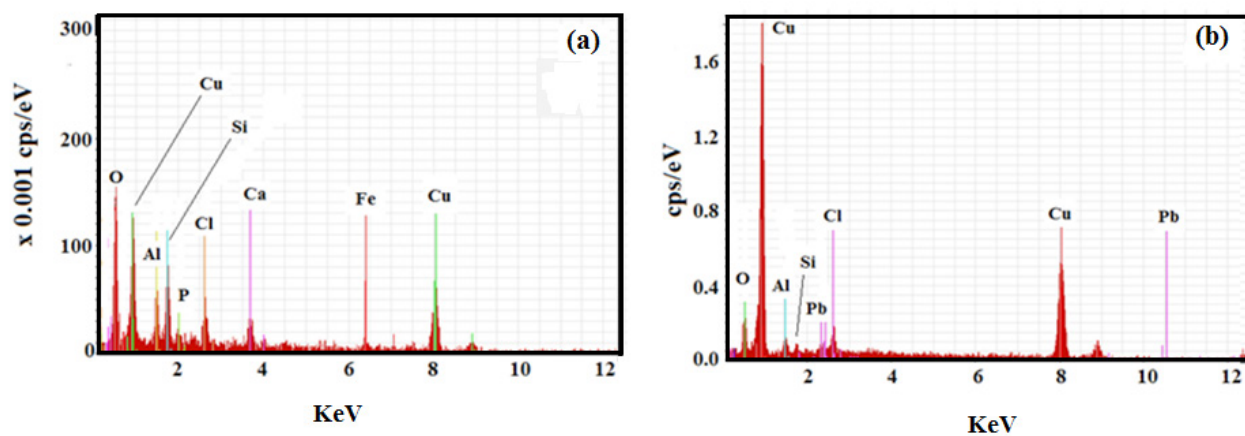 (a)
300
200
100
0
x 0.001 cps/eV
O
Cu
Si
Al
P
Cl
Ca
Fe
Cu
2 4 6 8 10 12
KeV
(b)
1.6
1.2
0.8
0.4
0.0
cps/eV
Cu
O
Al
Si
Pb
Cl
Cu
Pb
2 4 6 8 10 12
KeV